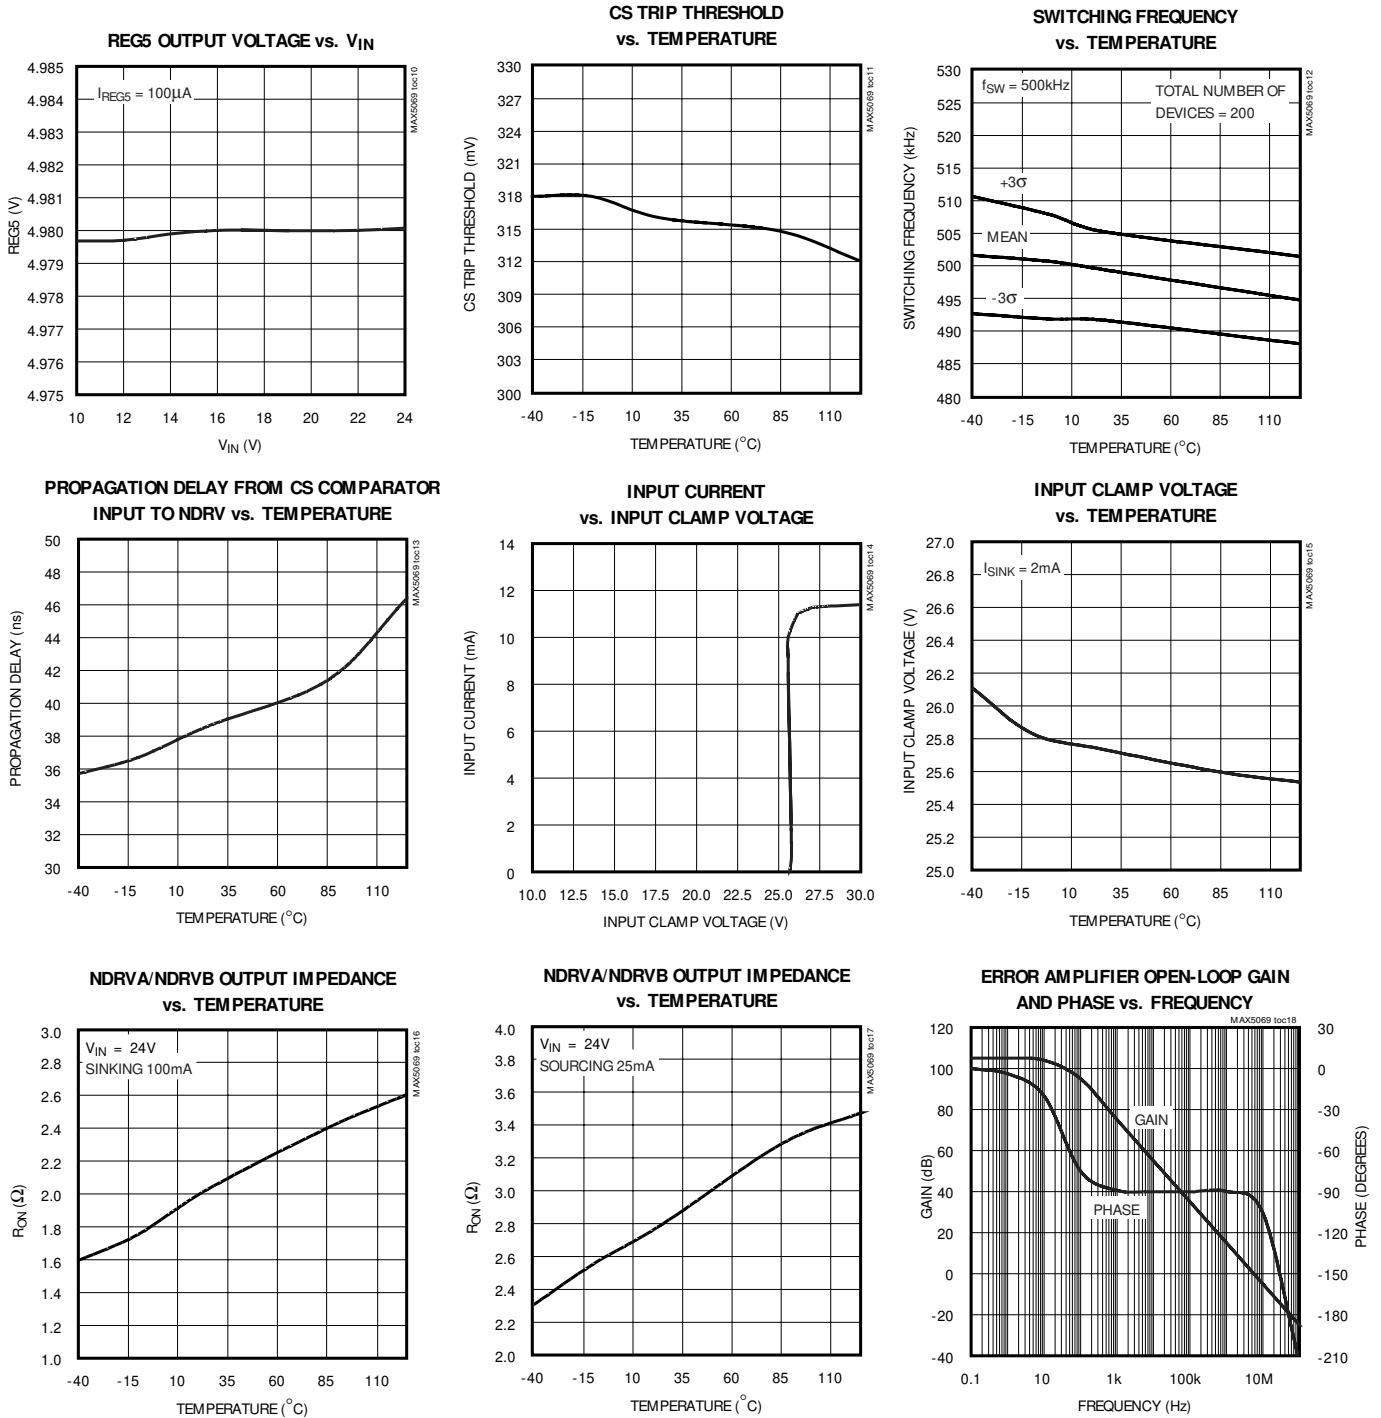 REG5 OUTPUT VOLTAGE vs. VIN
MAX5069 toc10
IREG5 = 100µA
4.985
4.984
4.983
4.982
4.981
4.980
4.979
4.978
4.977
4.976
4.975
REG5 (V)
10 12 14 16 18 20 22 24
VIN (V)
CS TRIP THRESHOLD
vs. TEMPERATURE
MAX5069 toc11
330
327
324
321
318
315
312
309
306
303
300
CS TRIP THRESHOLD (mV)
-40 -15 10 35 60 85 110
TEMPERATURE (°C)
SWITCHING FREQUENCY
vs. TEMPERATURE
MAX5069 toc12
fSW = 500kHz
TOTAL NUMBER OF
DEVICES = 200
+3σ
MEAN
-3σ
530
525
520
515
510
505
500
495
490
485
480
SWITCHING FREQUENCY (kHz)
-40 -15 10 35 60 85 110
TEMPERATURE (°C)
PROPAGATION DELAY FROM CS COMPARATOR
INPUT TO NDRV vs. TEMPERATURE
MAX5069 toc13
50
48
46
44
42
40
38
36
34
32
30
PROPAGATION DELAY (ns)
-40 -15 10 35 60 85 110
TEMPERATURE (°C)
INPUT CURRENT
vs. INPUT CLAMP VOLTAGE
MAX5069 toc14
14
12
10
8
6
4
2
0
INPUT CURRENT (mA)
10.0 12.5 15.0 17.5 20.0 22.5 25.0 27.5 30.0
INPUT CLAMP VOLTAGE (V)
INPUT CLAMP VOLTAGE
vs. TEMPERATURE
MAX5069 toc15
ISINK = 2mA
27.0
26.8
26.6
26.4
26.2
26.0
25.8
25.6
25.4
25.2
25.0
INPUT CLAMP VOLTAGE (V)
-40 -15 10 35 60 85 110
TEMPERATURE (°C)
NDRVA/NDRVB OUTPUT IMPEDANCE
vs. TEMPERATURE
MAX5069 toc16
VIN = 24V
SINKING 100mA
3.0
2.8
2.6
2.4
2.2
2.0
1.8
1.6
1.4
1.2
1.0
RON (Ω)
-40 -15 10 35 60 85 110
TEMPERATURE (°C)
NDRVA/NDRVB OUTPUT IMPEDANCE
vs. TEMPERATURE
MAX5069 toc17
VIN = 24V
SOURCING 25mA
4.0
3.8
3.6
3.4
3.2
3.0
2.8
2.6
2.4
2.2
2.0
RON (Ω)
-40 -15 10 35 60 85 110
TEMPERATURE (°C)
ERROR AMPLIFIER OPEN-LOOP GAIN
AND PHASE vs. FREQUENCY
MAX5069 toc18
GAIN
PHASE
120
100
80
60
40
20
0
-20
-40
GAIN (dB)
30
0
-30
-60
-90
-120
-150
-180
-210
PHASE (DEGREES)
0.1 10 1k 100k 10M
FREQUENCY (Hz)